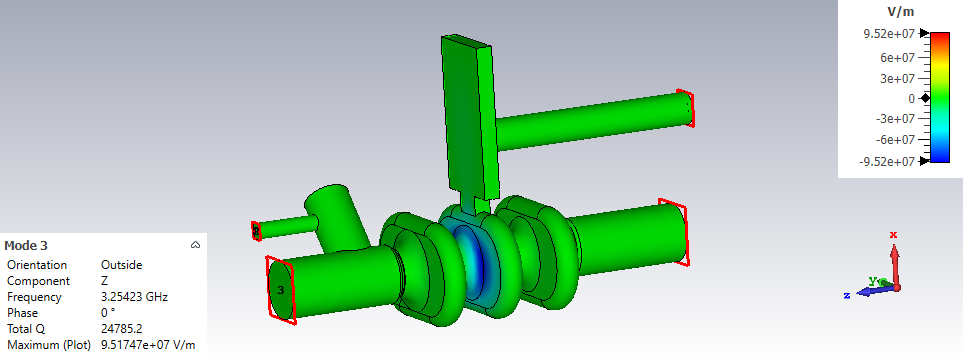 V/m
9.52e+07
6e+07
3e+07
0
-3e+07
-6e+07
-9.52e+07
2
3
x
Y
z
Mode 3
Orientation Outside
Component Z
Frequency 3.25423 GHz
Phase 0 °
Total Q 24785.2
Maximum (Plot) 9.51747e+07 V/m